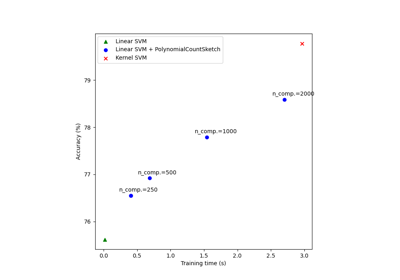 Linear SVM
Linear SVM + PolynomialCountSketch
Kernel SVM
n_comp.=2000
n_comp.=1000
n_comp.=500
n_comp.=250
79
78
77
76
Accuracy (%)
0.0 0.5 1.0 1.5 2.0 2.5 3.0
Training time (s)